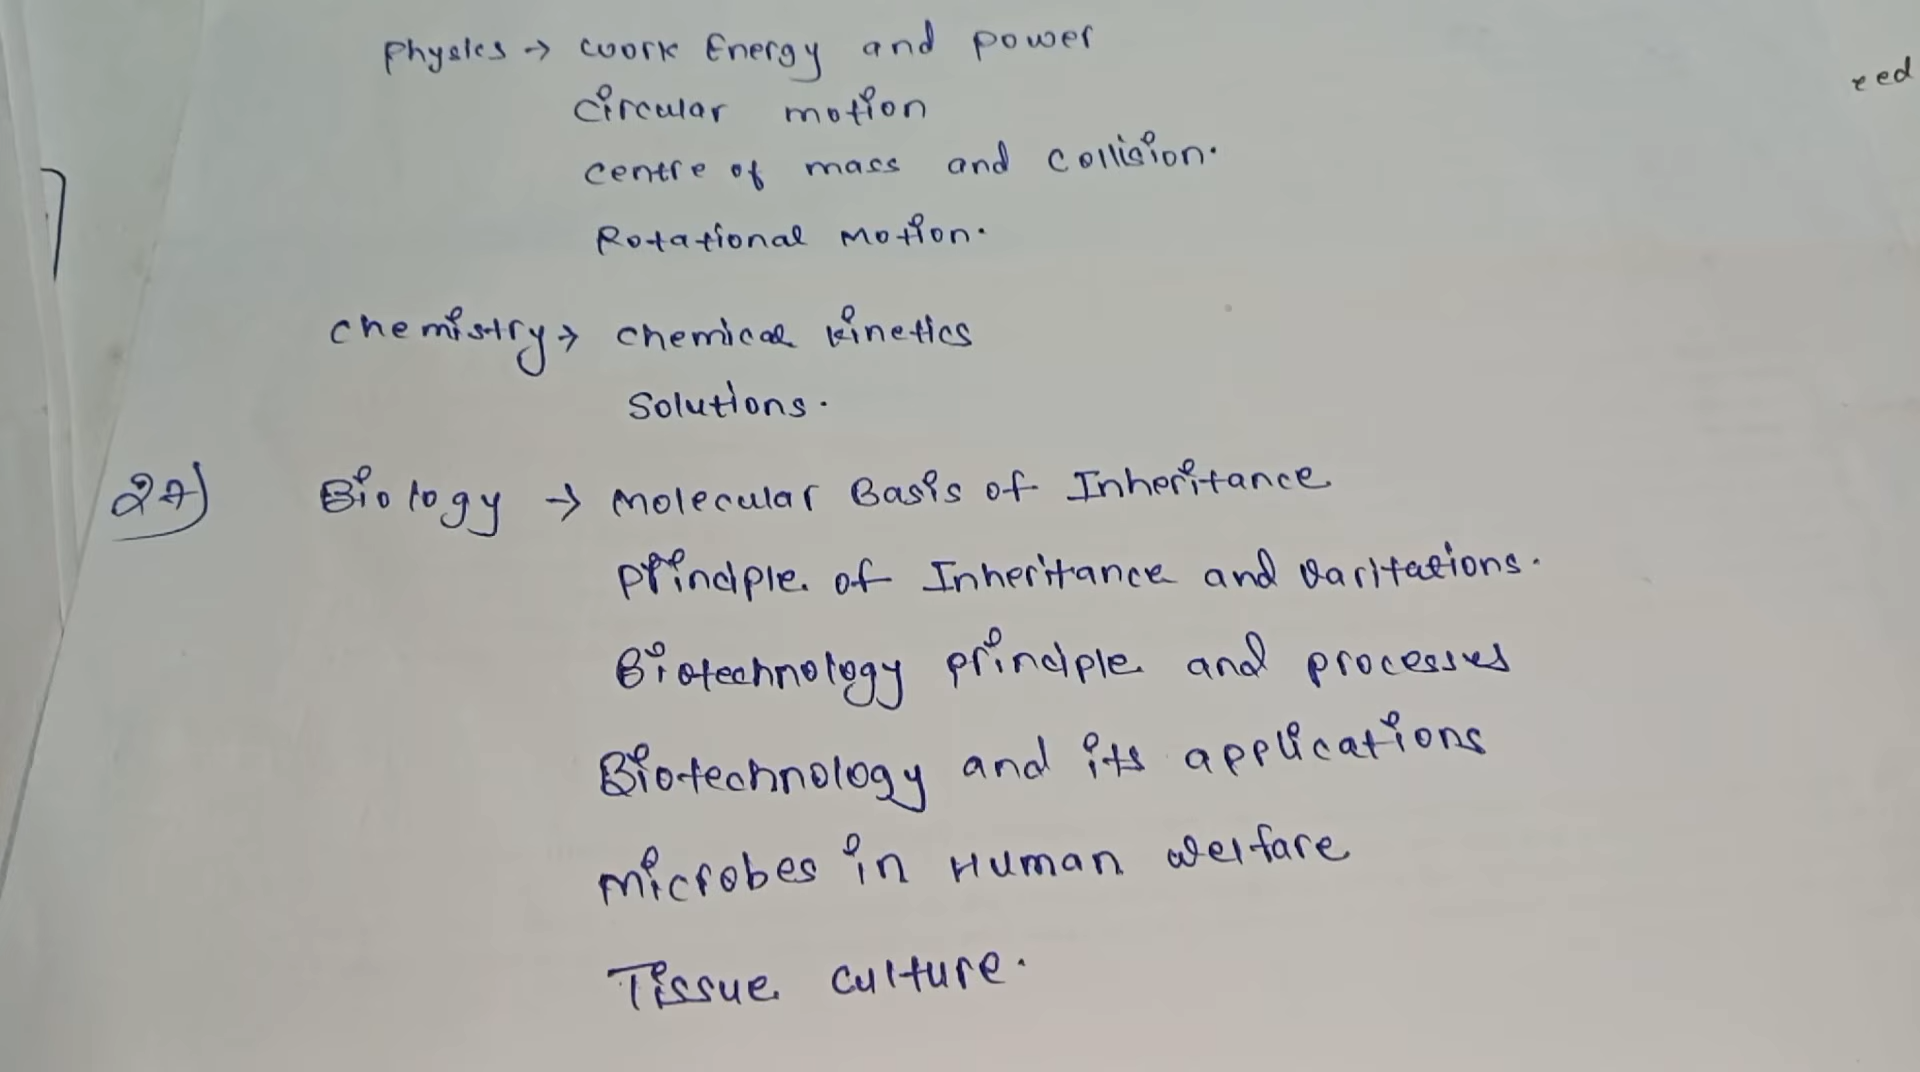 Physics → Work Energy and power
circular motion
centre of mass and collision.
Rotational Motion.
chemistry → chemical kinetics
Solutions.
27) Biology → Molecular Basis of Inheritance
principle of Inheritance and varitations.
Biotechnology principle and processes
Biotechnology and its applications
microbes in Human welfare
Tissue culture.